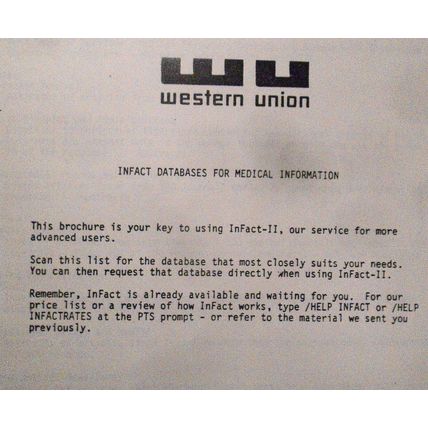 WU
western union
INFACT DATABASES FOR MEDICAL INFORMATION
This brochure is your key to using InFact-II, our service for more
advanced users.
Scan this list for the database that most closely suits your needs.
You can then request that database directly when using InFact-II.
Remember, InFact is already available and waiting for you.  For our
price list or a review of how InFact works, type /HELP INFACT or /HELP
INFACTRATES at the PTS prompt - or refer to the material we sent you
previously.